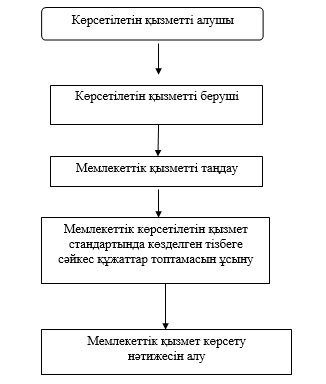 Көрсетілетін қызметті алушы
Көрсетілетін қызметті беруші
Мемлекеттік қызметті таңдау
Мемлекеттік көрсетілетін қызмет
стандартында көзделген тізбеге
сәйкес құжаттар топтамасын ұсыну
Мемлекеттік қызмет көрсету
нәтижесін алу